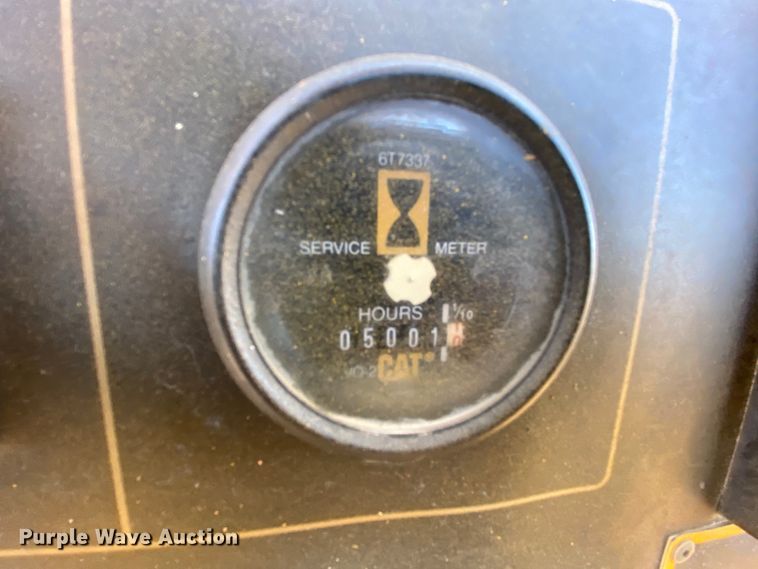 6T7337
SERVICE METER
HOURS 1/10
05001
CAT
Purple Wave Auction